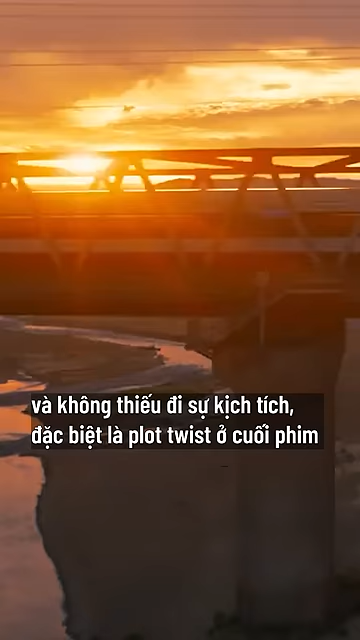 và không thiếu đi sự kịch tích,
đặc biệt là plot twist ở cuối phim